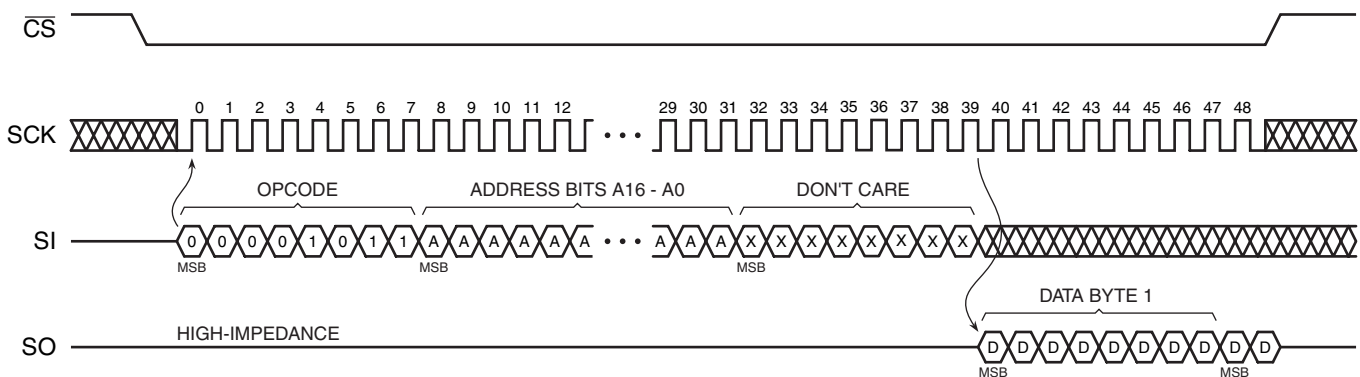 CS
0 1 2 3 4 5 6 7 8 9 10 11 12 29 30 31 32 33 34 35 36 37 38 39 40 41 42 43 44 45 46 47 48
SCK
• • •
OPCODE ADDRESS BITS A16 - A0 DON'T CARE
SI 0 0 0 0 1 0 1 1 A A A A A A • • • A A A X X X X X X X X
MSB MSB MSB
DATA BYTE 1
HIGH-IMPEDANCE
SO D D D D D D D D D D
MSB MSB